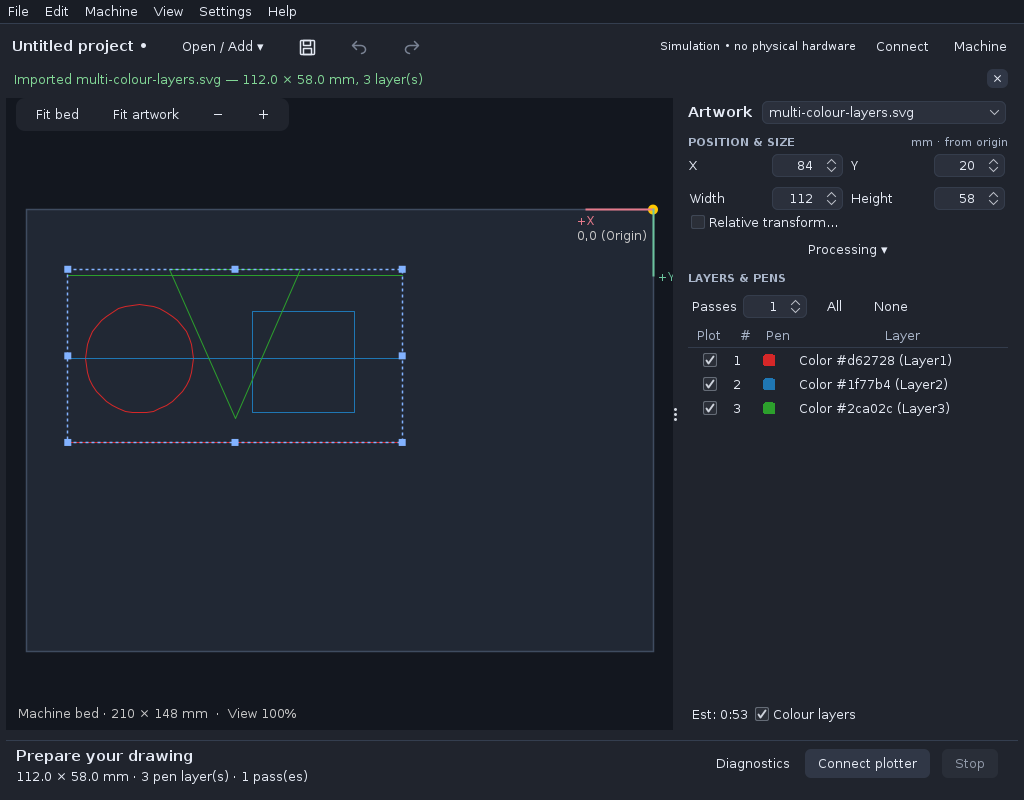 File Edit Machine View Settings Help
Untitled project • Open / Add ▾ Simulation • no physical hardware Connect Machine
Imported multi-colour-layers.svg — 112.0 × 58.0 mm, 3 layer(s) ×
Fit bed Fit artwork − +
Artwork multi-colour-layers.svg
POSITION & SIZE mm · from origin
X 84 Y 20
Width 112 Height 58
Relative transform...
Processing ▾
LAYERS & PENS
Passes 1 All None
Plot # Pen Layer
1 Color #d62728 (Layer1)
2 Color #1f77b4 (Layer2)
3 Color #2ca02c (Layer3)
+X
0,0 (Origin)
+Y
Machine bed · 210 × 148 mm · View 100%
Est: 0:53 Colour layers
Prepare your drawing
112.0 × 58.0 mm · 3 pen layer(s) · 1 pass(es)
Diagnostics Connect plotter Stop